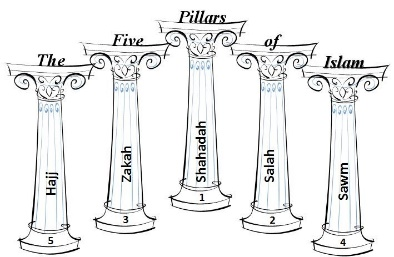 The Five Pillars of Islam
Hajj
Zakah
Shahadah
Salah
Sawm
5
3
1
2
4